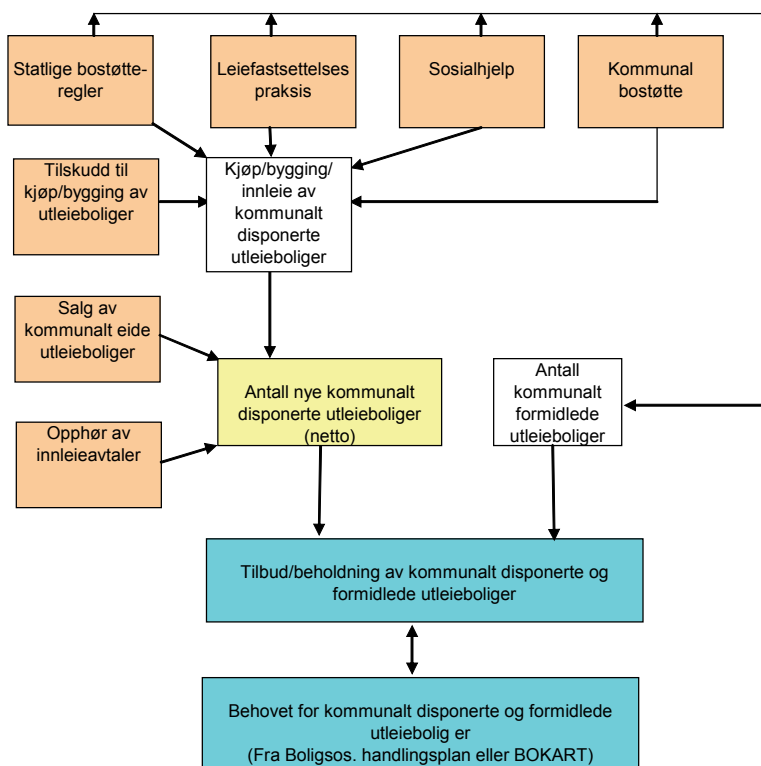 Statlige bostøtte-
regler
Leiefastsettelses
praksis
Sosialhjelp
Kommunal
bostøtte
Tilskudd til
kjøp/bygging av
utleieboliger
Kjøp/bygging/
innleie av
kommunalt
disponerte
utleieboliger
Salg av
kommunalt eide
utleieboliger
Antall nye kommunalt
disponerte utleieboliger
(netto)
Antall
kommunalt
formidlede
utleieboliger
Opphør av
innleieavtaler
Tilbud/beholdning av kommunalt disponerte og
formidlede utleieboliger
Behovet for kommunalt disponerte og formidlede
utleiebolig er
(Fra Boligsos. handlingsplan eller BOKART)